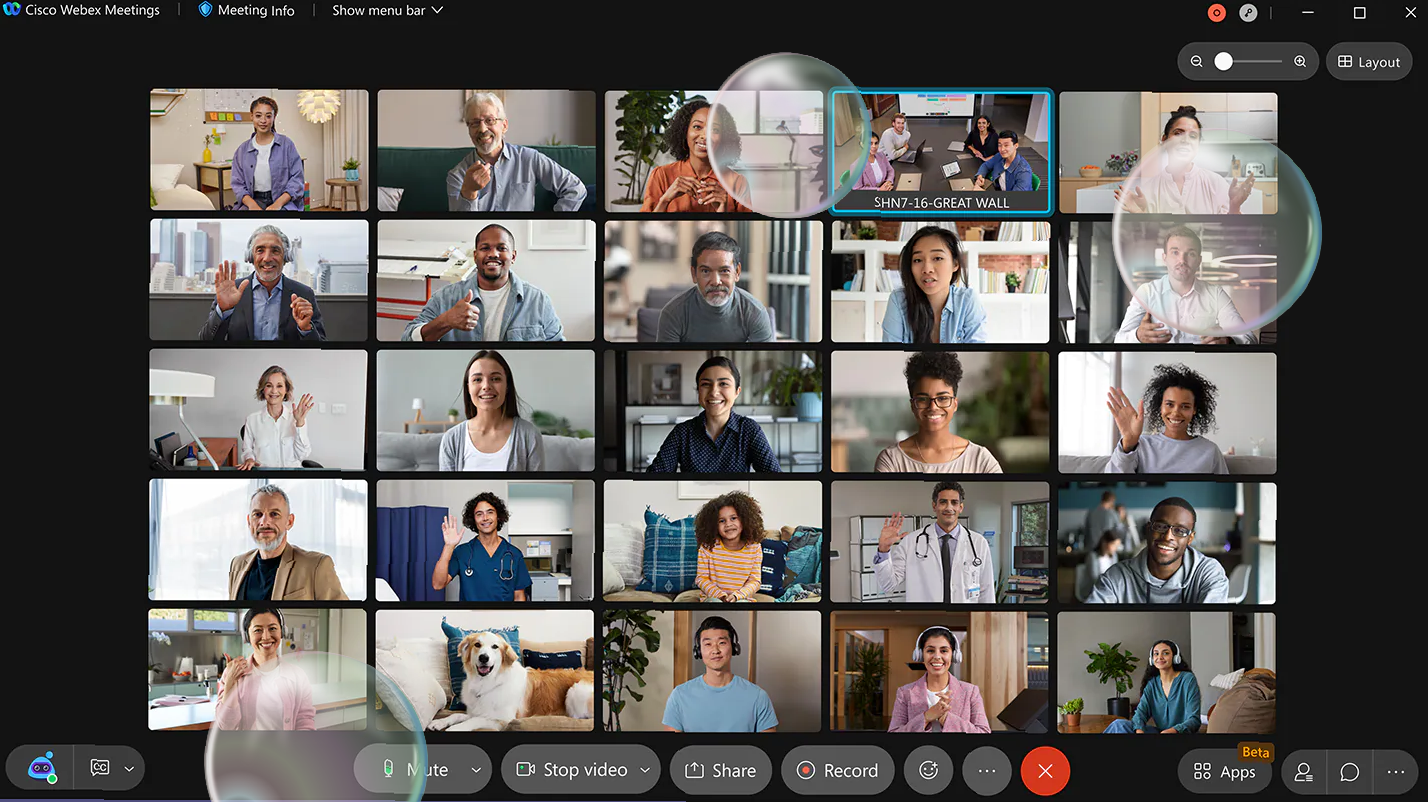 Cisco Webex Meetings
Meeting Info
Show menu bar
Layout
SHN7-16-GREAT WALL
CC
Mute
Stop video
Share
Record
Beta
Apps